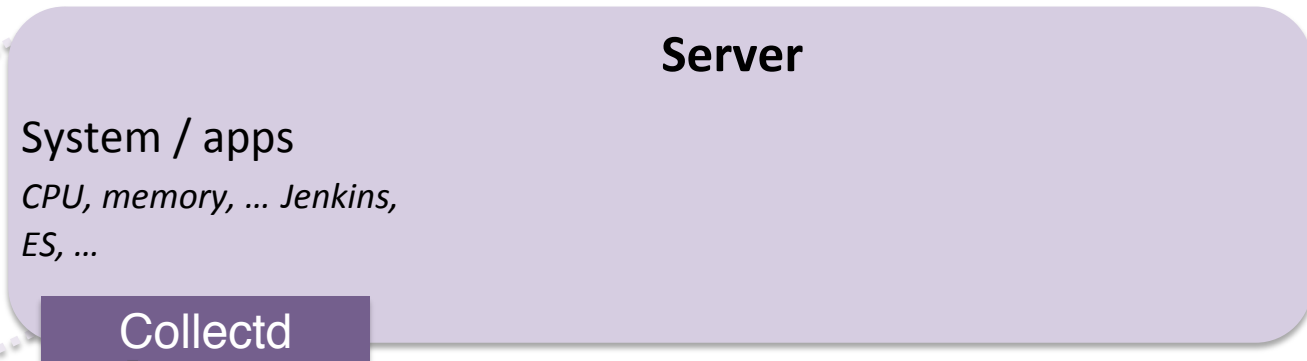 Server
System / apps
CPU, memory, ... Jenkins,
ES, ...
Collectd